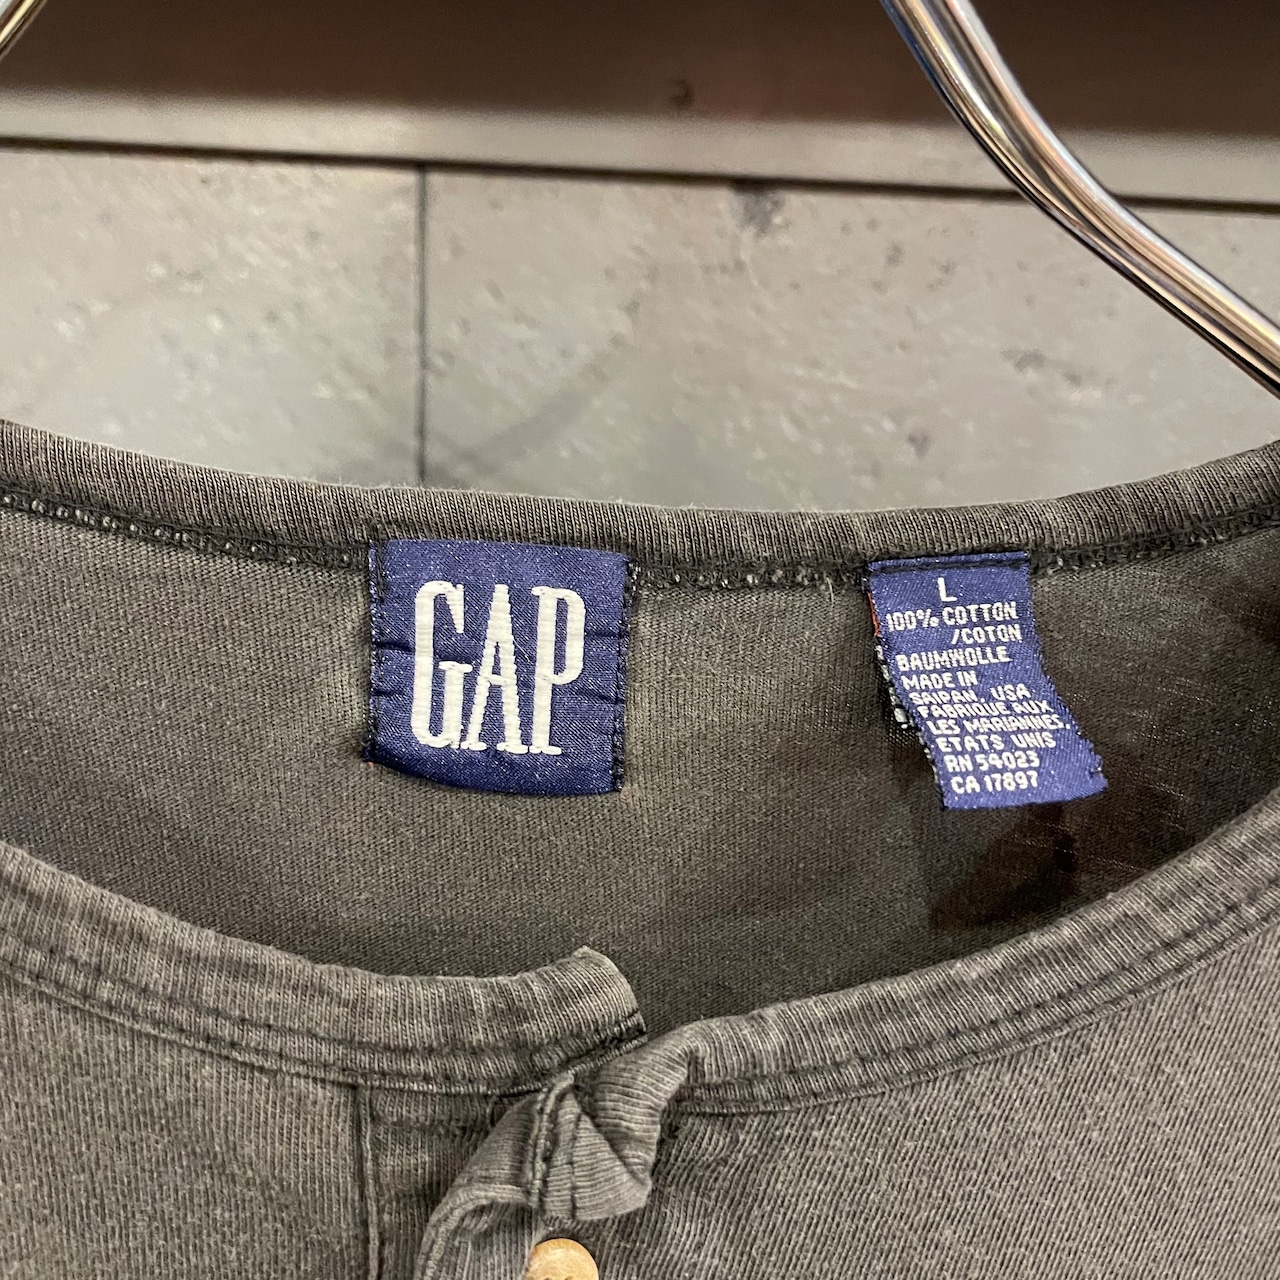 GAP
L
100% COTTON
/COTON
BAUMWOLLE
MADE IN
SAIPAN, USA
FABRIQUE AUX
LES MARIANNES,
ETATS UNIS
RN 54023
CA 17897